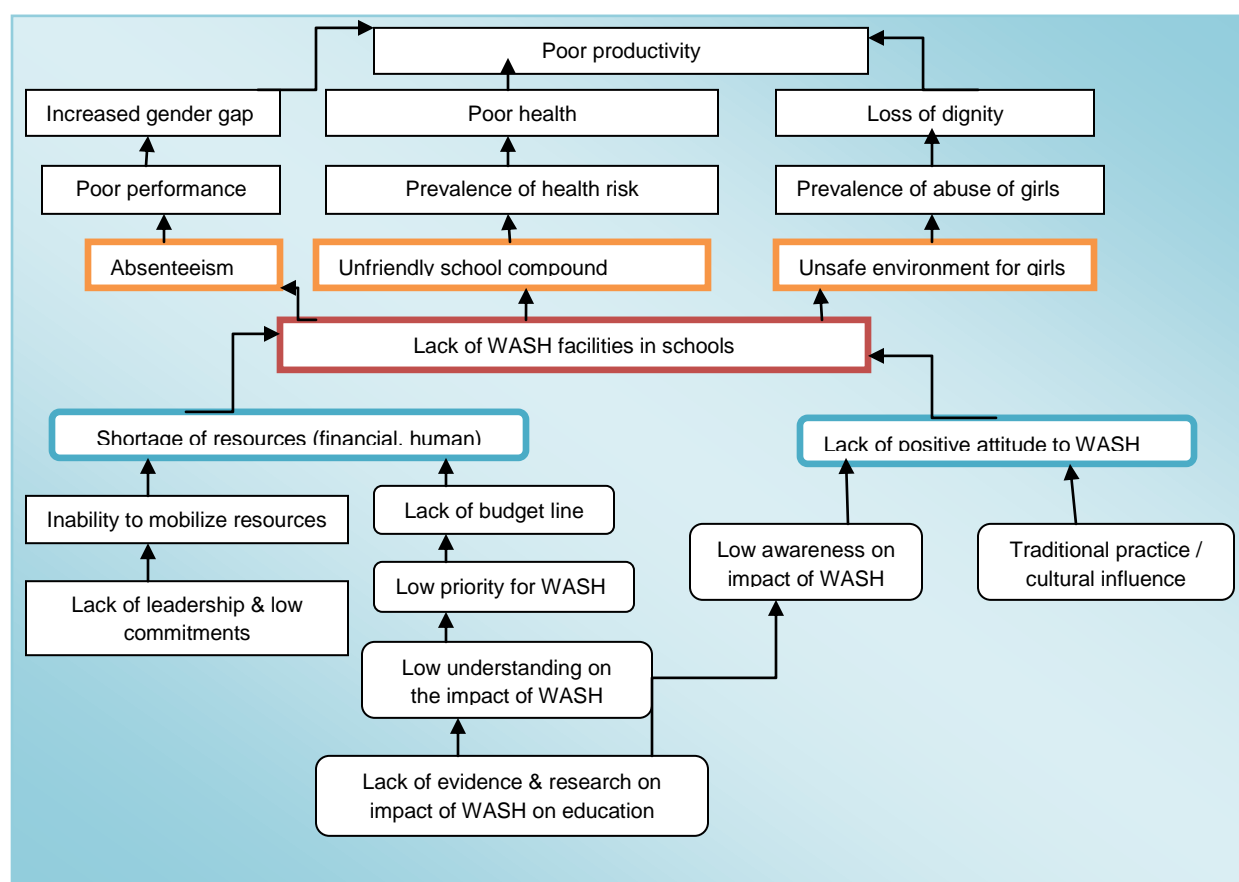 Poor productivity
Increased gender gap
Poor health
Loss of dignity
Poor performance
Prevalence of health risk
Prevalence of abuse of girls
Absenteeism
Unfriendly school compound
Unsafe environment for girls
Lack of WASH facilities in schools
Shortage of resources (financial, human)
Lack of positive attitude to WASH
Inability to mobilize resources
Lack of budget line
Low awareness on
impact of WASH
Traditional practice /
cultural influence
Low priority for WASH
Lack of leadership & low
commitments
Low understanding on
the impact of WASH
Lack of evidence & research on
impact of WASH on education